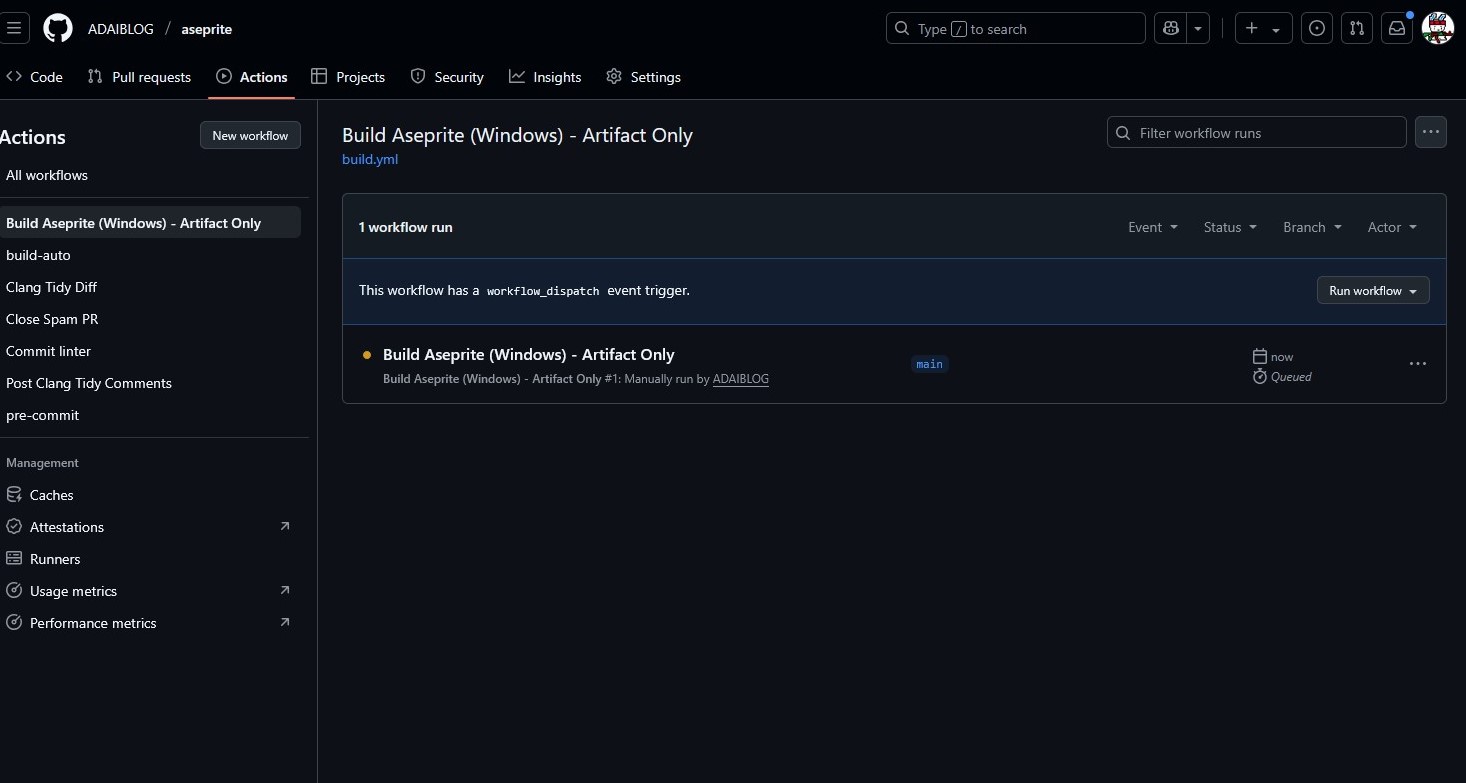 ADAIBLOG / aseprite
Type / to search
Code
Pull requests
Actions
Projects
Security
Insights
Settings
Actions
New workflow
All workflows
Build Aseprite (Windows) - Artifact Only
build-auto
Clang Tidy Diff
Close Spam PR
Commit linter
Post Clang Tidy Comments
pre-commit
Management
Caches
Attestations
Runners
Usage metrics
Performance metrics
Build Aseprite (Windows) - Artifact Only
build.yml
Filter workflow runs
1 workflow run
Event
Status
Branch
Actor
This workflow has a workflow_dispatch event trigger.
Run workflow
Build Aseprite (Windows) - Artifact Only
Build Aseprite (Windows) - Artifact Only #1: Manually run by ADAIBLOG
main
now
Queued